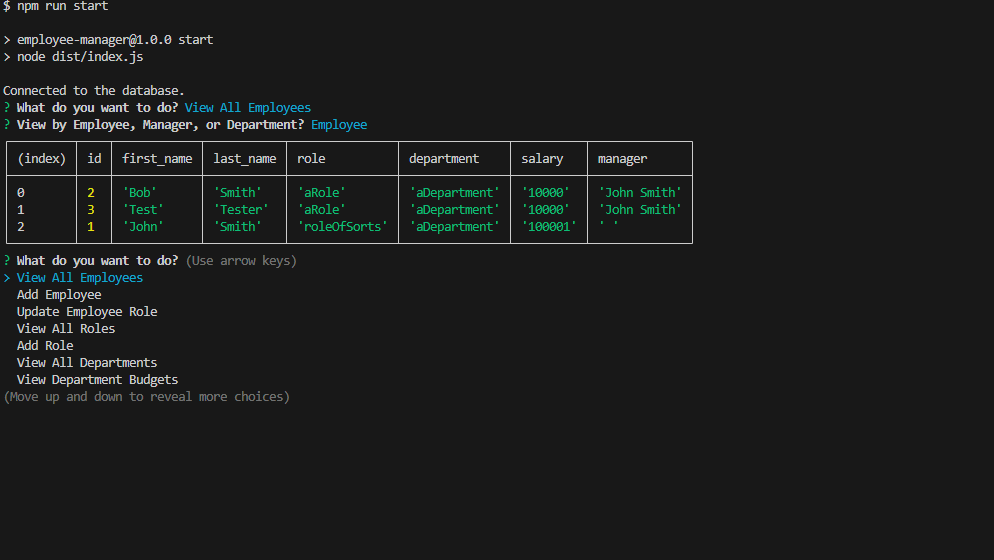 $ npm run start
> employee-manager@1.0.0 start
> node dist/index.js
Connected to the database.
? What do you want to do? View All Employees
? View by Employee, Manager, or Department? Employee
(index) id first_name last_name role department salary manager
0 2 'Bob' 'Smith' 'aRole' 'aDepartment' '10000' 'John Smith'
1 3 'Test' 'Tester' 'aRole' 'aDepartment' '10000' 'John Smith'
2 1 'John' 'Smith' 'roleOfSorts' 'aDepartment' '100001' ' '
? What do you want to do? (Use arrow keys)
> View All Employees
Add Employee
Update Employee Role
View All Roles
Add Role
View All Departments
View Department Budgets
(Move up and down to reveal more choices)